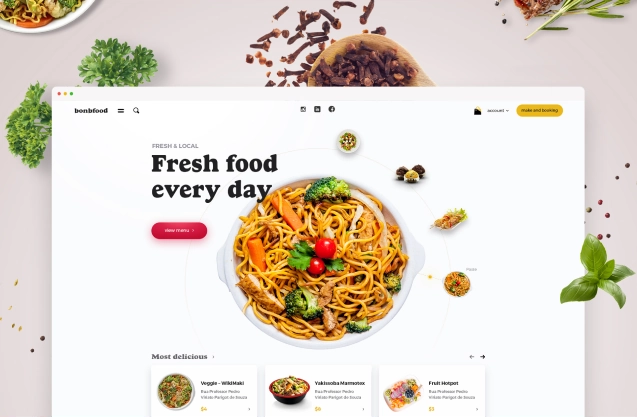 bonbfood
account
make and booking
FRESH & LOCAL
Fresh food
every day
view menu
Most delicious
Veggie - WikiMaki
Rua Professor Pedro
Viriato Parigot de Souza
$4
Yakissoba Marmotex
Rua Professor Pedro
Viriato Parigot de Souza
$9
Fruit Hotpot
Rua Professor Pedro
Viriato Parigot de Souza
$3